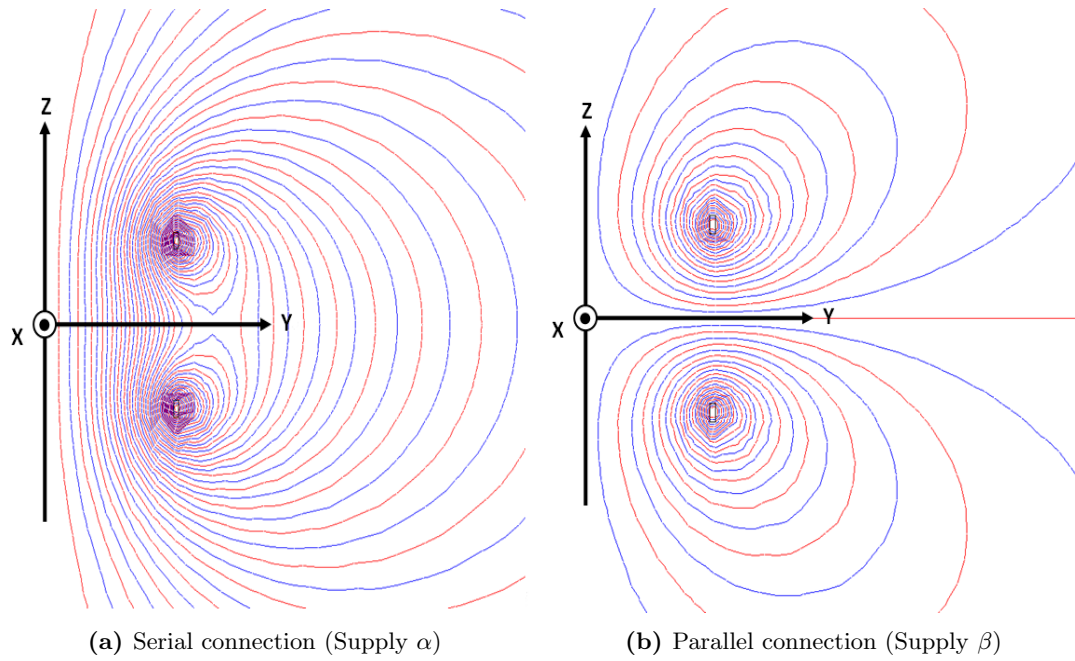 Z
Y
X
Z
Y
X
(a) Serial connection (Supply α)
(b) Parallel connection (Supply β)